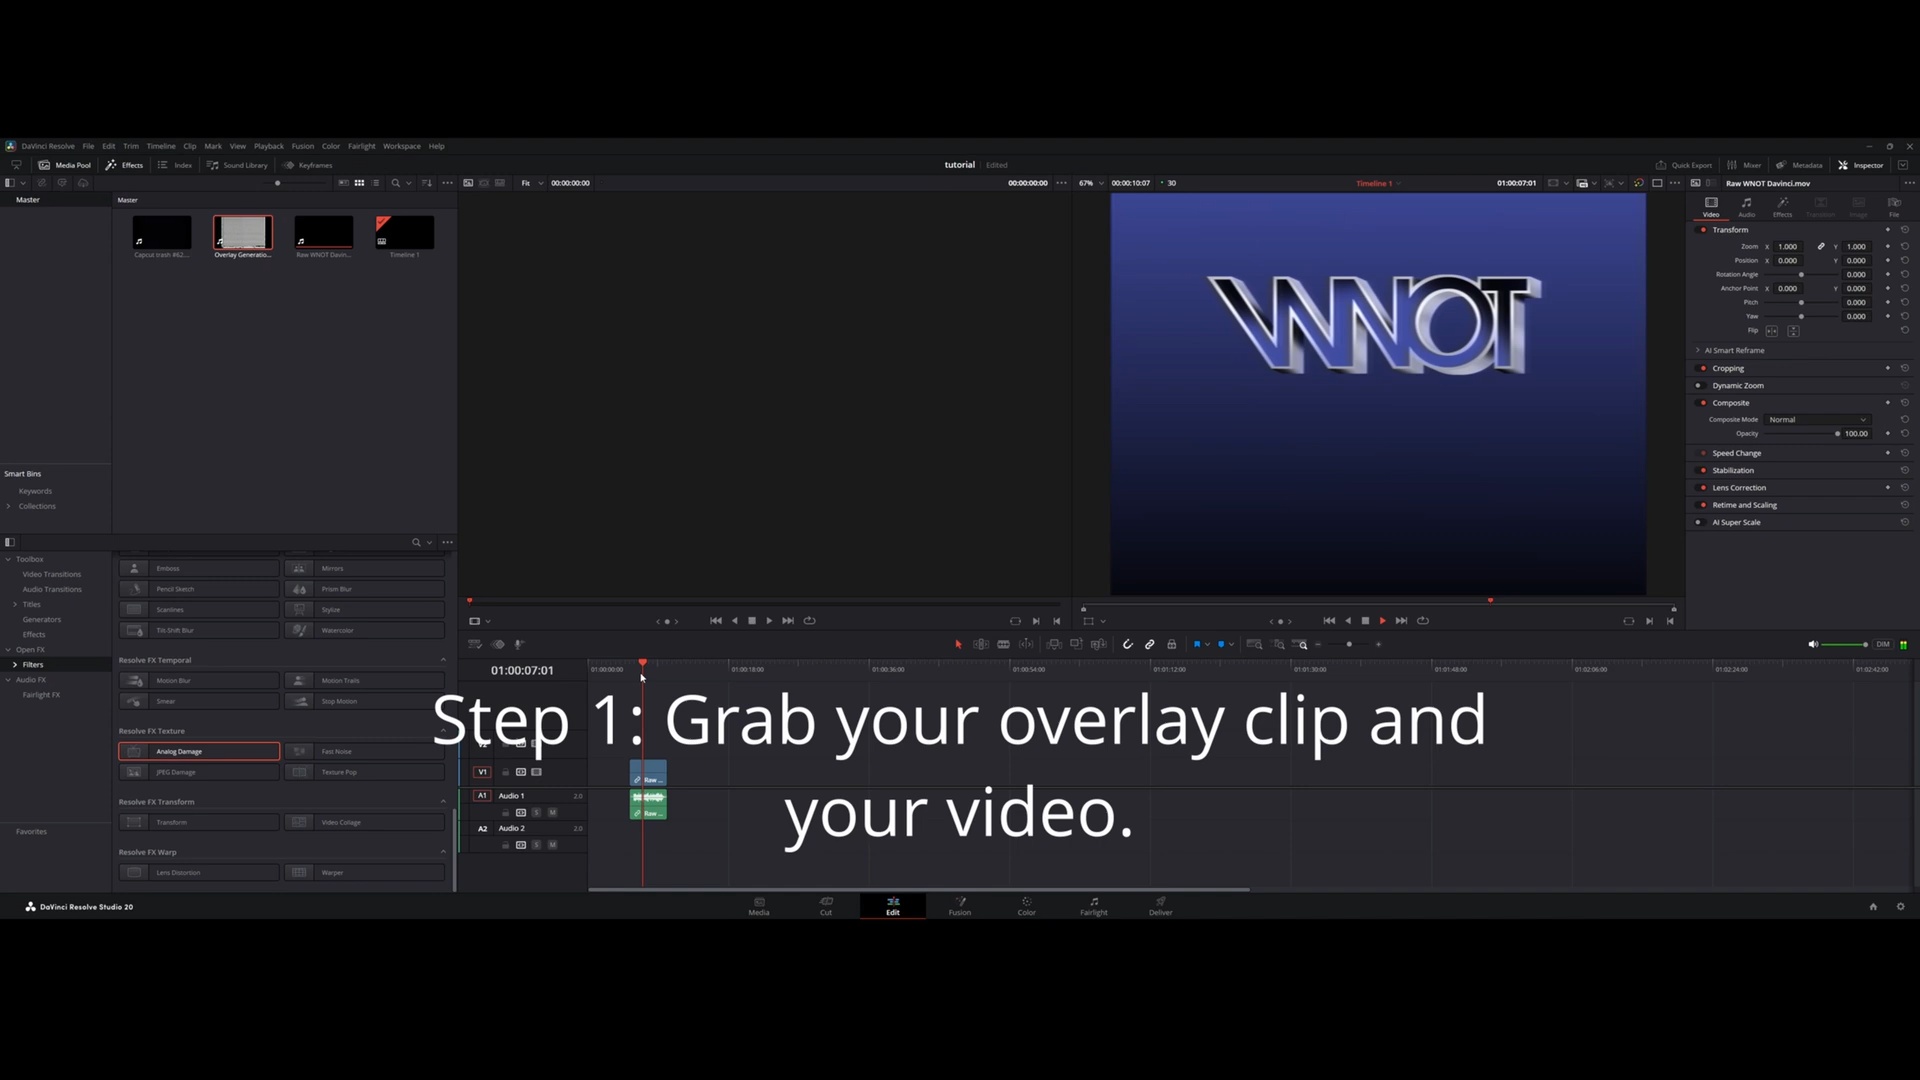 DaVinci Resolve File Edit Trim Timeline Clip Mark View Playback Fusion Color Fairlight Workspace Help
Media Pool Effects Index Sound Library Keyframes tutorial Edited Quick Export Mixer Metadata Inspector
Fit 00:00:00:00 00:00:00:00 67% 00:00:10:07 30 Timeline 1 01:00:07:01 Raw WNOT Davinci.mov
Master Master
Video Audio Effects Transition Image File
Capcut trash #62... Overlay Generatio... Raw WNOT Davin... Timeline 1
Transform
Zoom X 1.000 Y 1.000
Position X 0.000 Y 0.000
Rotation Angle 0.000
Anchor Point X 0.000 Y 0.000
Pitch 0.000
Yaw 0.000
Flip
WNOT
AI Smart Reframe
Cropping
Dynamic Zoom
Composite
Composite Mode Normal
Opacity 100.00
Speed Change
Stabilization
Lens Correction
Retime and Scaling
AI Super Scale
Smart Bins
Keywords
Collections
Toolbox
Video Transitions
Audio Transitions
Titles
Generators
Effects
Open FX
Filters
Audio FX
Fairlight FX
Favorites
Emboss Mirrors
Pencil Sketch Prism Blur
Scanlines Stylize
Tilt-Shift Blur Watercolor
Resolve FX Temporal
Motion Blur Motion Trails
Smear Stop Motion
Resolve FX Texture
Analog Damage Fast Noise
JPEG Damage Texture Pop
Resolve FX Transform
Transform Video Collage
Resolve FX Warp
Lens Distortion Warper
DIM
01:00:07:01 01:00:00:00 01:00:18:00 01:00:36:00 01:00:54:00 01:01:12:00 01:01:30:00 01:01:48:00 01:02:06:00 01:02:24:00 01:02:42:00
Step 1: Grab your overlay clip and
your video.
V2
V1 Raw ...
A1 Audio 1 2.0
S M Raw ...
A2 Audio 2 2.0
S M
DaVinci Resolve Studio 20
Media Cut Edit Fusion Color Fairlight Deliver